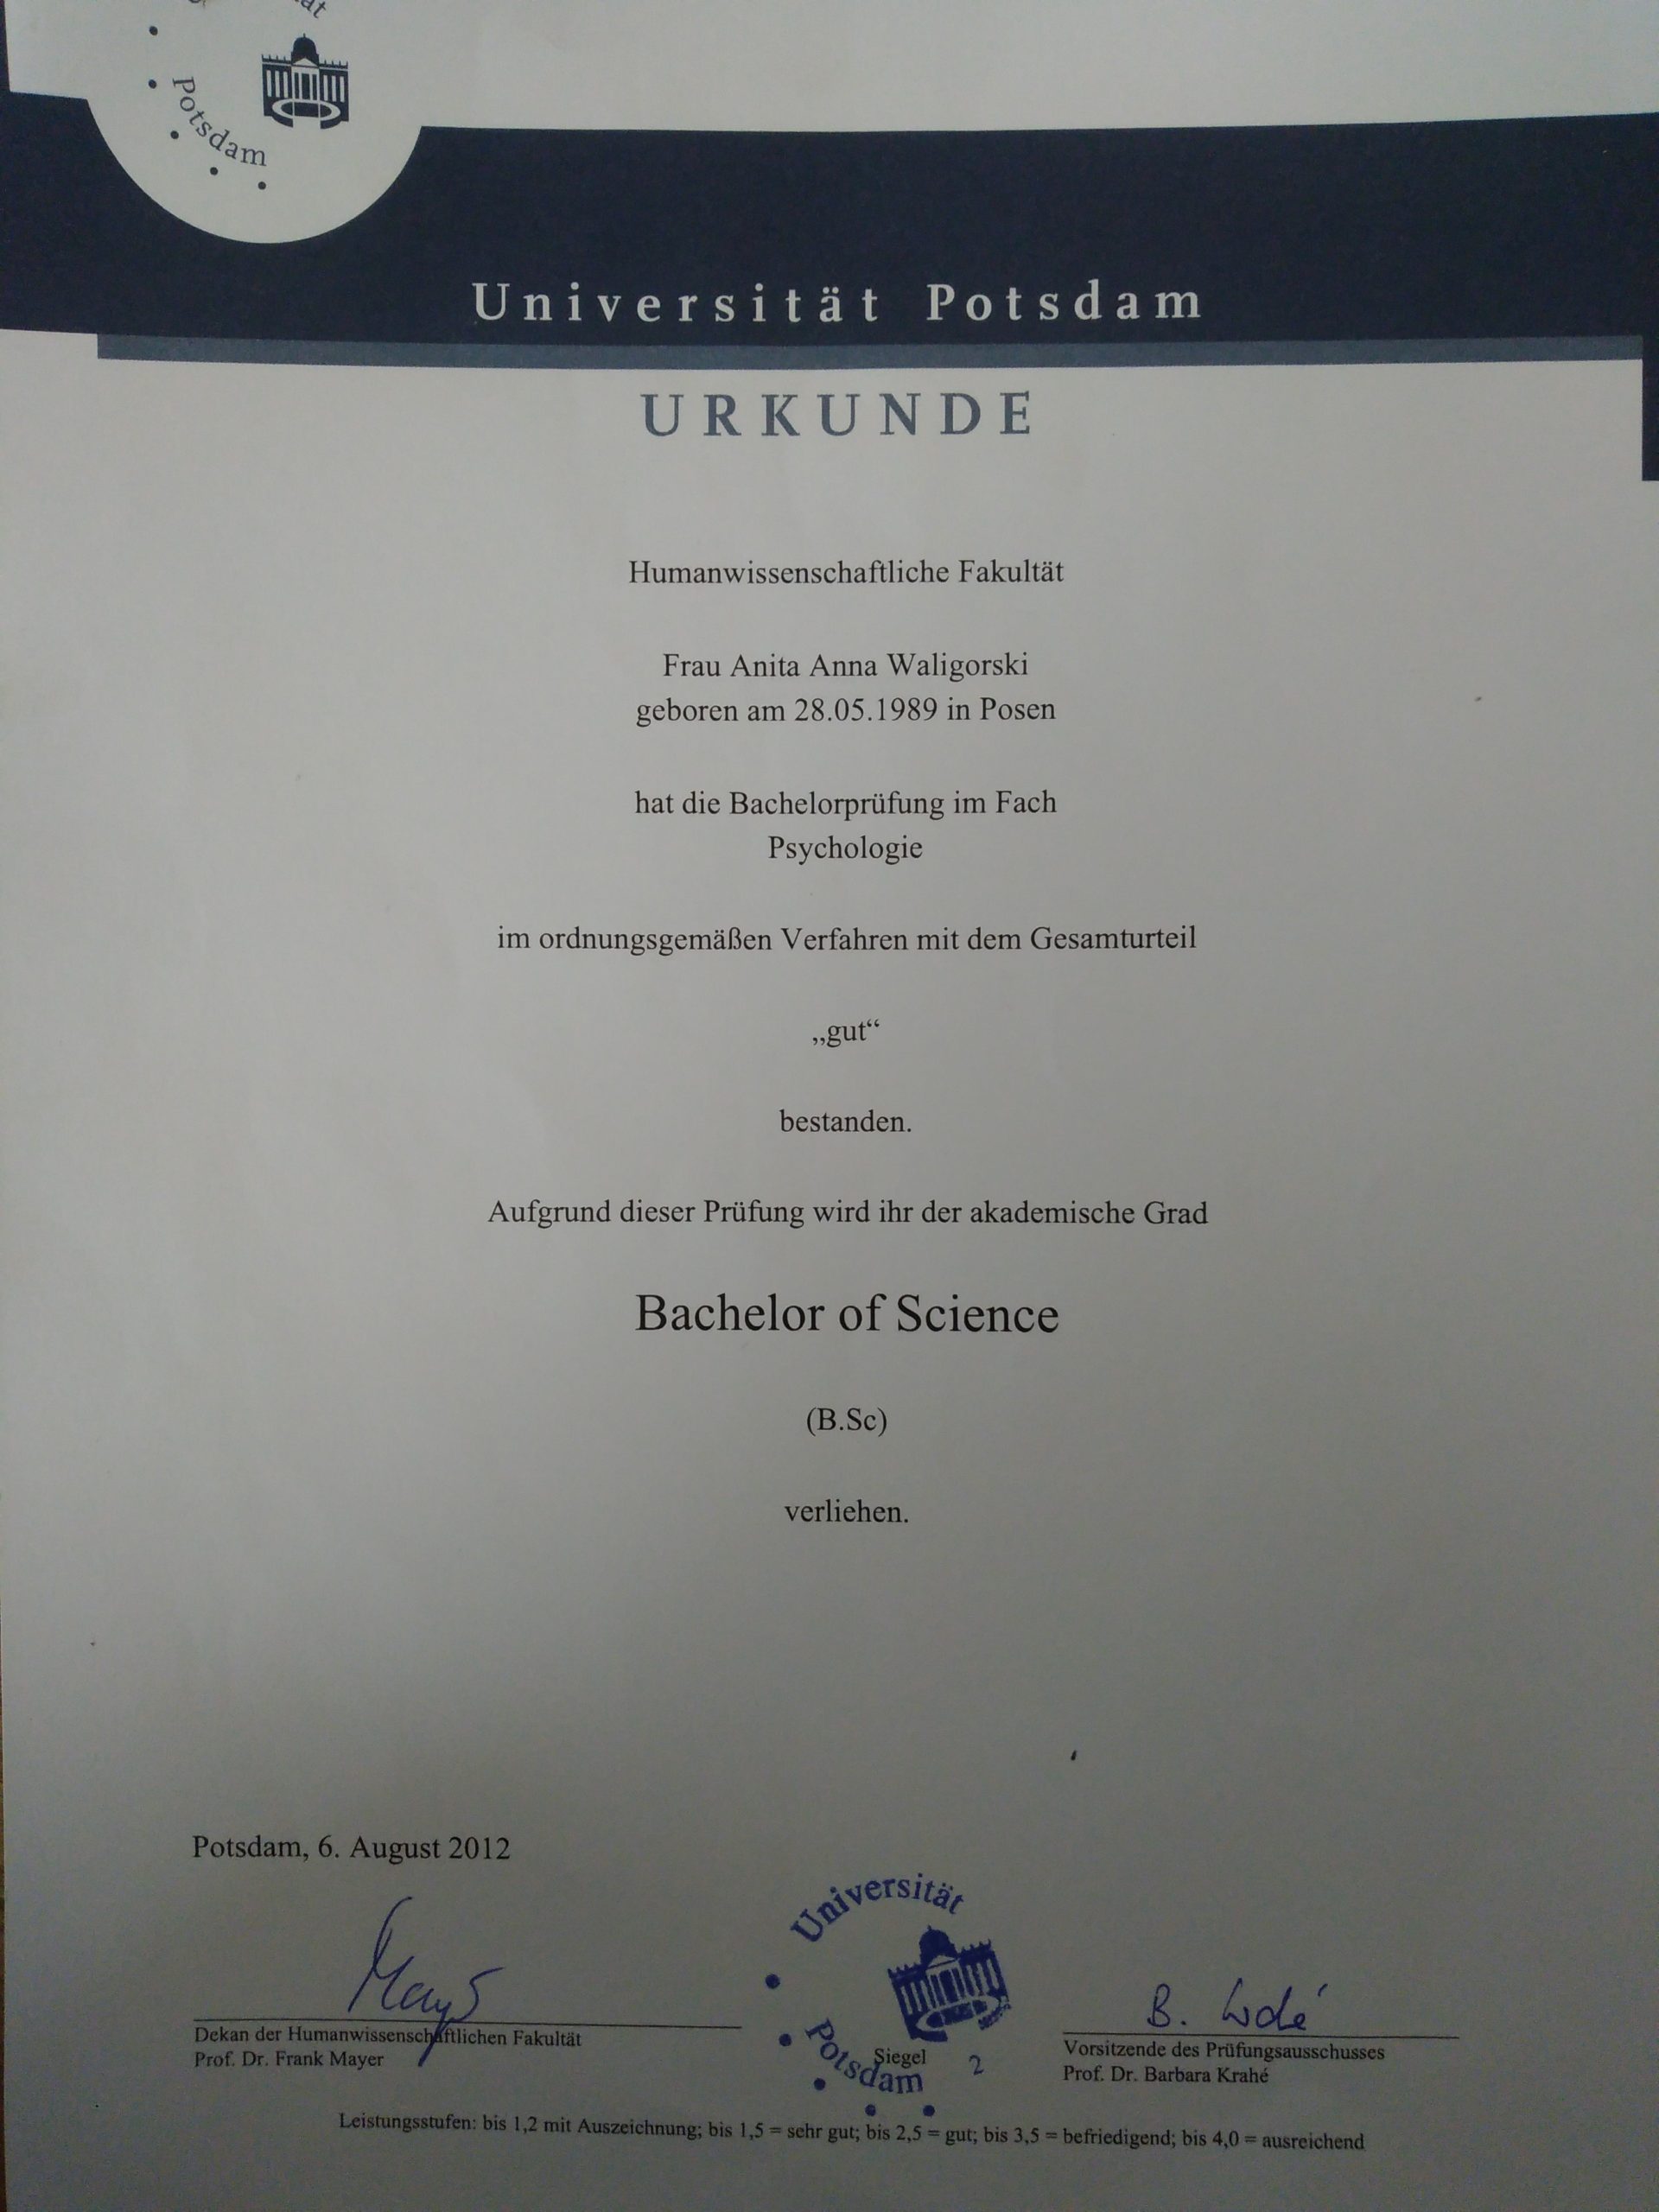 Potsdam
Universität Potsdam
URKUNDE
Humanwissenschaftliche Fakultät
Frau Anita Anna Waligorski
geboren am 28.05.1989 in Posen
hat die Bachelorprüfung im Fach
Psychologie
im ordnungsgemäßen Verfahren mit dem Gesamturteil
„gut“
bestanden.
Aufgrund dieser Prüfung wird ihr der akademische Grad
Bachelor of Science
(B.Sc)
verliehen.
Potsdam, 6. August 2012
Universität
Potsdam
Siegel
2
Dekan der Humanwissenschaftlichen Fakultät
Prof. Dr. Frank Mayer
B.
Vorsitzende des Prüfungsausschusses
Prof. Dr. Barbara Krahé
Leistungsstufen: bis 1,2 mit Auszeichnung; bis 1,5 = sehr gut; bis 2,5 = gut; bis 3,5 = befriedigend; bis 4,0 = ausreichend